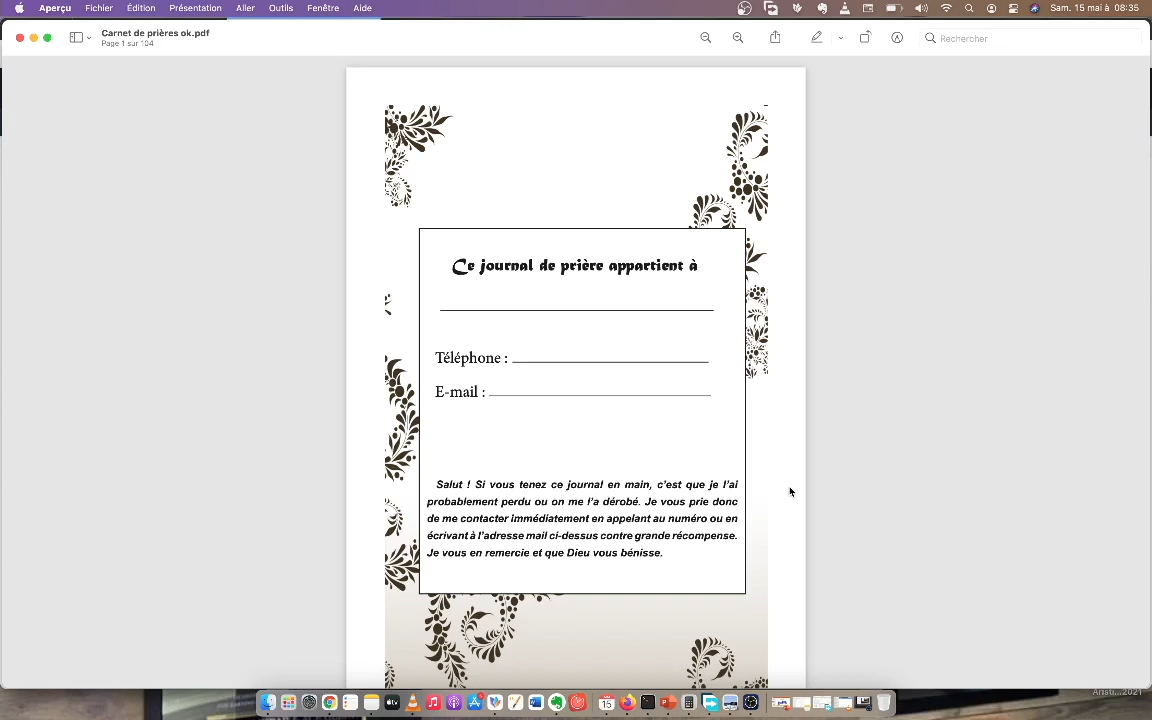 Aperçu Fichier Édition Présentation Aller Outils Fenêtre Aide Sam. 15 mai à 08:35
Carnet de prières ok.pdf
Page 1 sur 104
Rechercher
Ce journal de prière appartient à
Téléphone :
E-mail :
Salut ! Si vous tenez ce journal en main, c'est que je l'ai
probablement perdu ou on me l'a dérobé. Je vous prie donc
de me contacter immédiatement en appelant au numéro ou en
écrivant à l'adresse mail ci-dessus contre grande récompense.
Je vous en remercie et que Dieu vous bénisse.
Aristi...2021
15